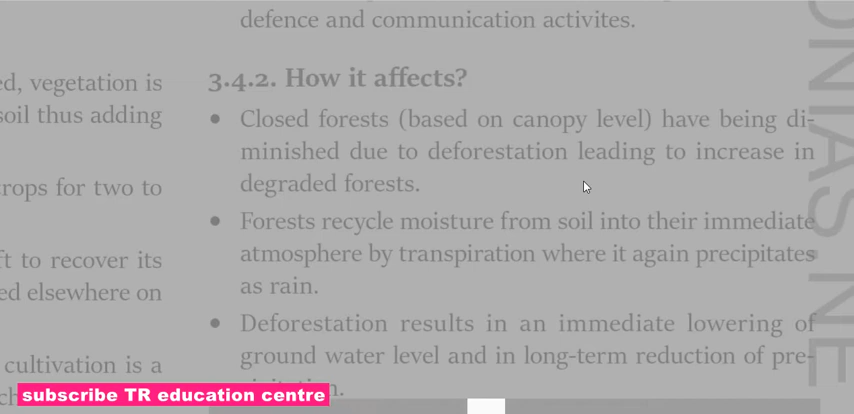 defence and communication activites.
ed, vegetation is
soil thus adding
crops for two to
ft to recover its
ed elsewhere on
cultivation is a
3.4.2. How it affects?
• Closed forests (based on canopy level) have being di-
minished due to deforestation leading to increase in
degraded forests.
• Forests recycle moisture from soil into their immediate
atmosphere by transpiration where it again precipitates
as rain.
• Deforestation results in an immediate lowering of
ground water level and in long-term reduction of pre-
ONIAS.NE
subscribe TR education centre